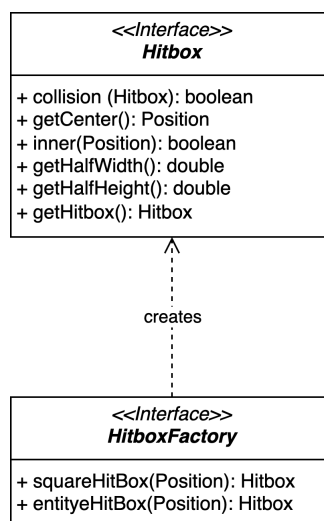 <<Interface>>
Hitbox
+ collision (Hitbox): boolean
+ getCenter(): Position
+ inner(Position): boolean
+ getHalfWidth(): double
+ getHalfHeight(): double
+ getHitbox(): Hitbox
creates
<<Interface>>
HitboxFactory
+ squareHitBox(Position): Hitbox
+ entityeHitBox(Position): Hitbox